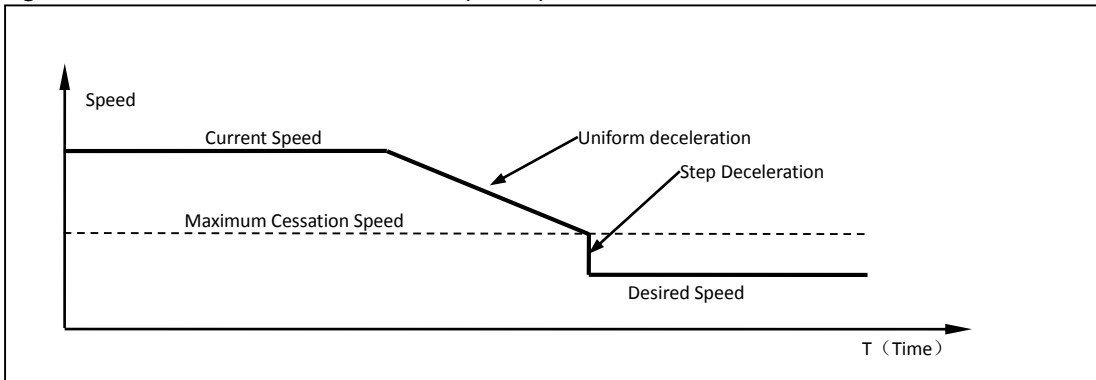 Speed
Current Speed
Uniform deceleration
Step Deceleration
Maximum Cessation Speed
Desired Speed
T（Time）